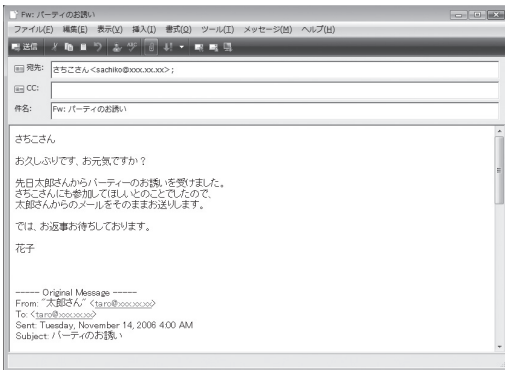 Fw: パーティのお誘い
ファイル(F) 編集(E) 表示(V) 挿入(I) 書式(O) ツール(T) メッセージ(M) ヘルプ(H)
送信
宛先: さちこさん <sachiko@xxx.xx.xx> ;
CC:
件名: Fw: パーティのお誘い
さちこさん
お久しぶりです、お元気ですか？
先日太郎さんからパーティーのお誘いを受けました。
さちこさんにも参加してほしいとのことでしたので、
太郎さんからのメールをそのままお送りします。
では、お返事お待ちしております。
花子
----- Original Message -----
From: "太郎さん" <taro@xxx.xx.xx>
To: <taro@xxx.xx.xx>
Sent: Tuesday, November 14, 2006 4:00 AM
Subject: パーティのお誘い